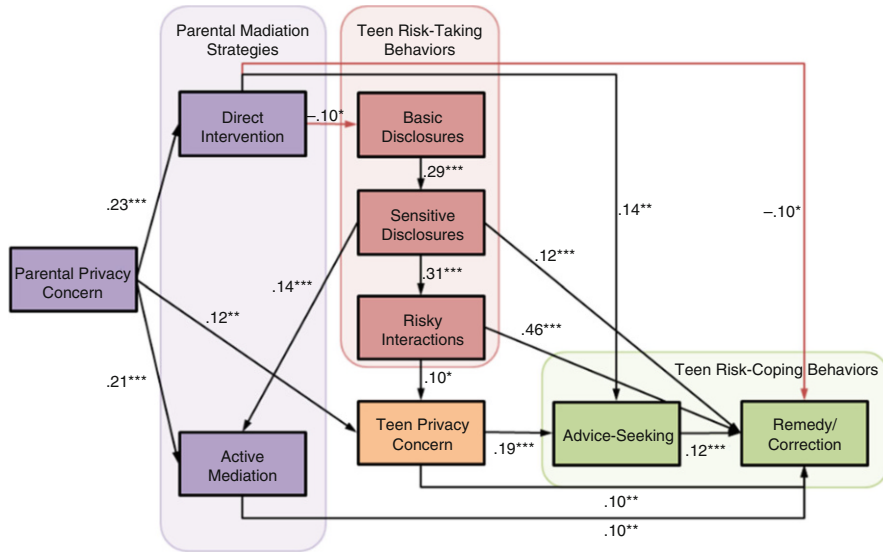 Parental Madiation
Strategies
Teen Risk-Taking
Behaviors
Direct
Intervention
–.10*
Basic
Disclosures
.29***
.23***
Sensitive
Disclosures
.14**
–.10*
Parental Privacy
Concern
.14***
.31***
.12***
.12**
Risky
Interactions
.46***
.21***
.10*
Teen Risk-Coping Behaviors
Teen Privacy
Concern
.19***
Advice-Seeking
.12***
Remedy/
Correction
Active
Mediation
.10**
.10**